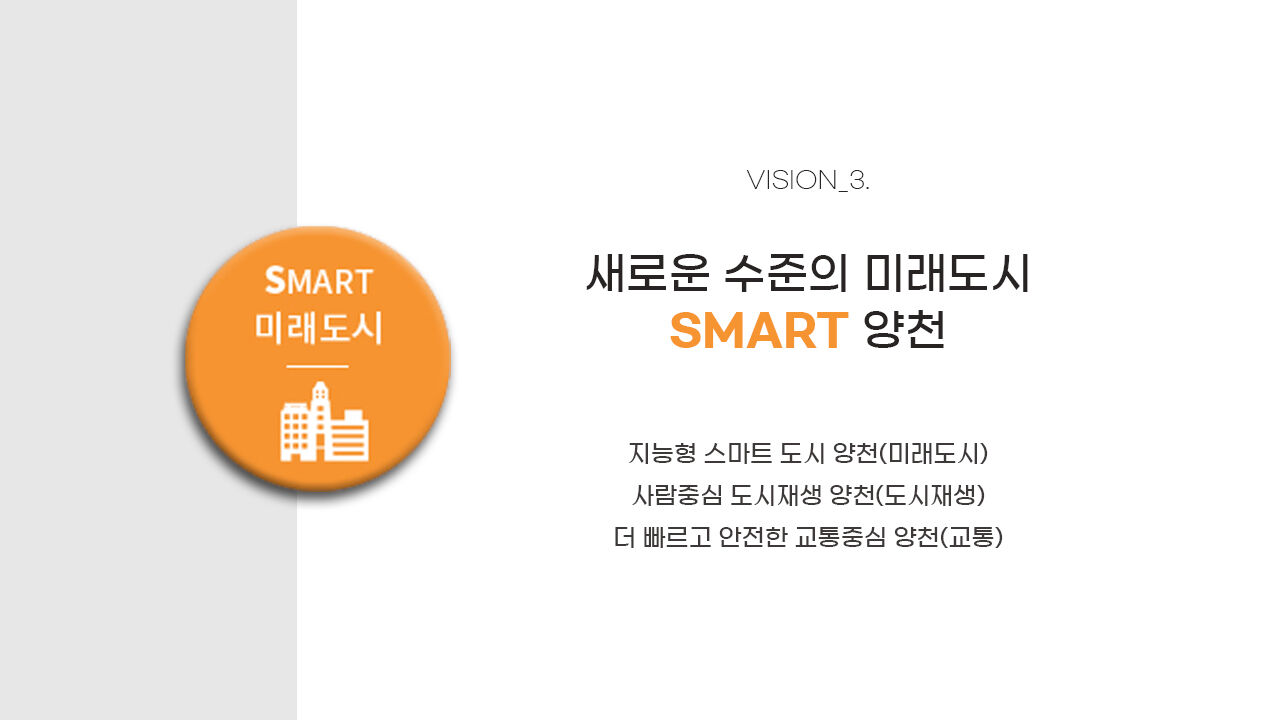 SMART
미래도시
VISION_3.
새로운 수준의 미래도시
SMART 양천
지능형 스마트 도시 양천(미래도시)
사람중심 도시재생 양천(도시재생)
더 빠르고 안전한 교통중심 양천(교통)